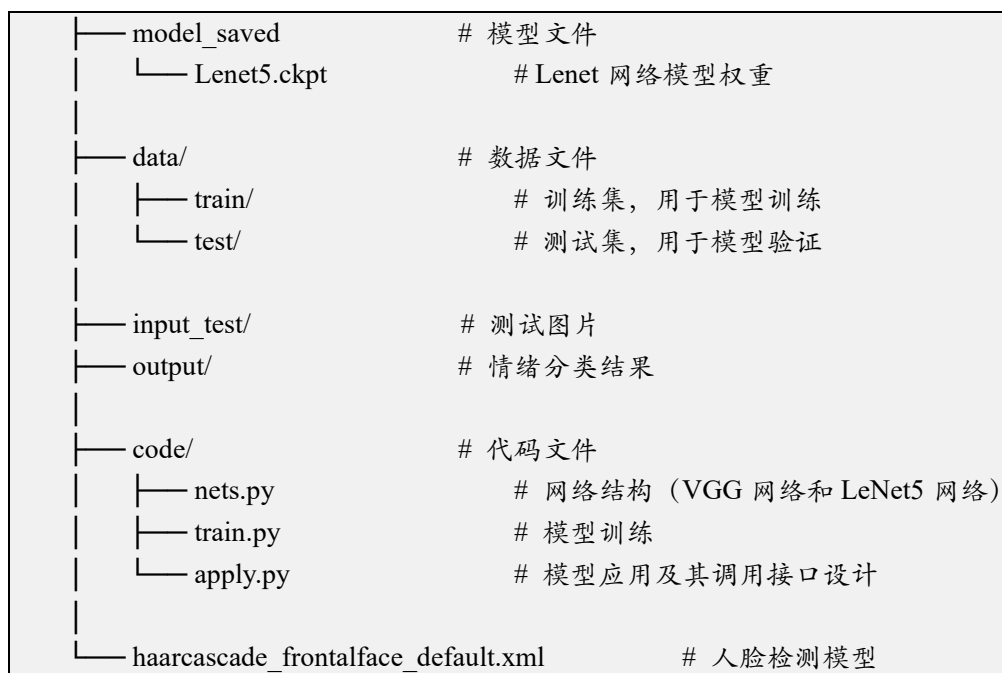 ├── model_saved # 模型文件
│ └── Lenet5.ckpt # Lenet 网络模型权重
│
├── data/ # 数据文件
│ ├── train/ # 训练集，用于模型训练
│ └── test/ # 测试集，用于模型验证
│
├── input_test/ # 测试图片
├── output/ # 情绪分类结果
│
├── code/ # 代码文件
│ ├── nets.py # 网络结构（VGG 网络和 LeNet5 网络）
│ ├── train.py # 模型训练
│ └── apply.py # 模型应用及其调用接口设计
│
└── haarcascade_frontalface_default.xml # 人脸检测模型